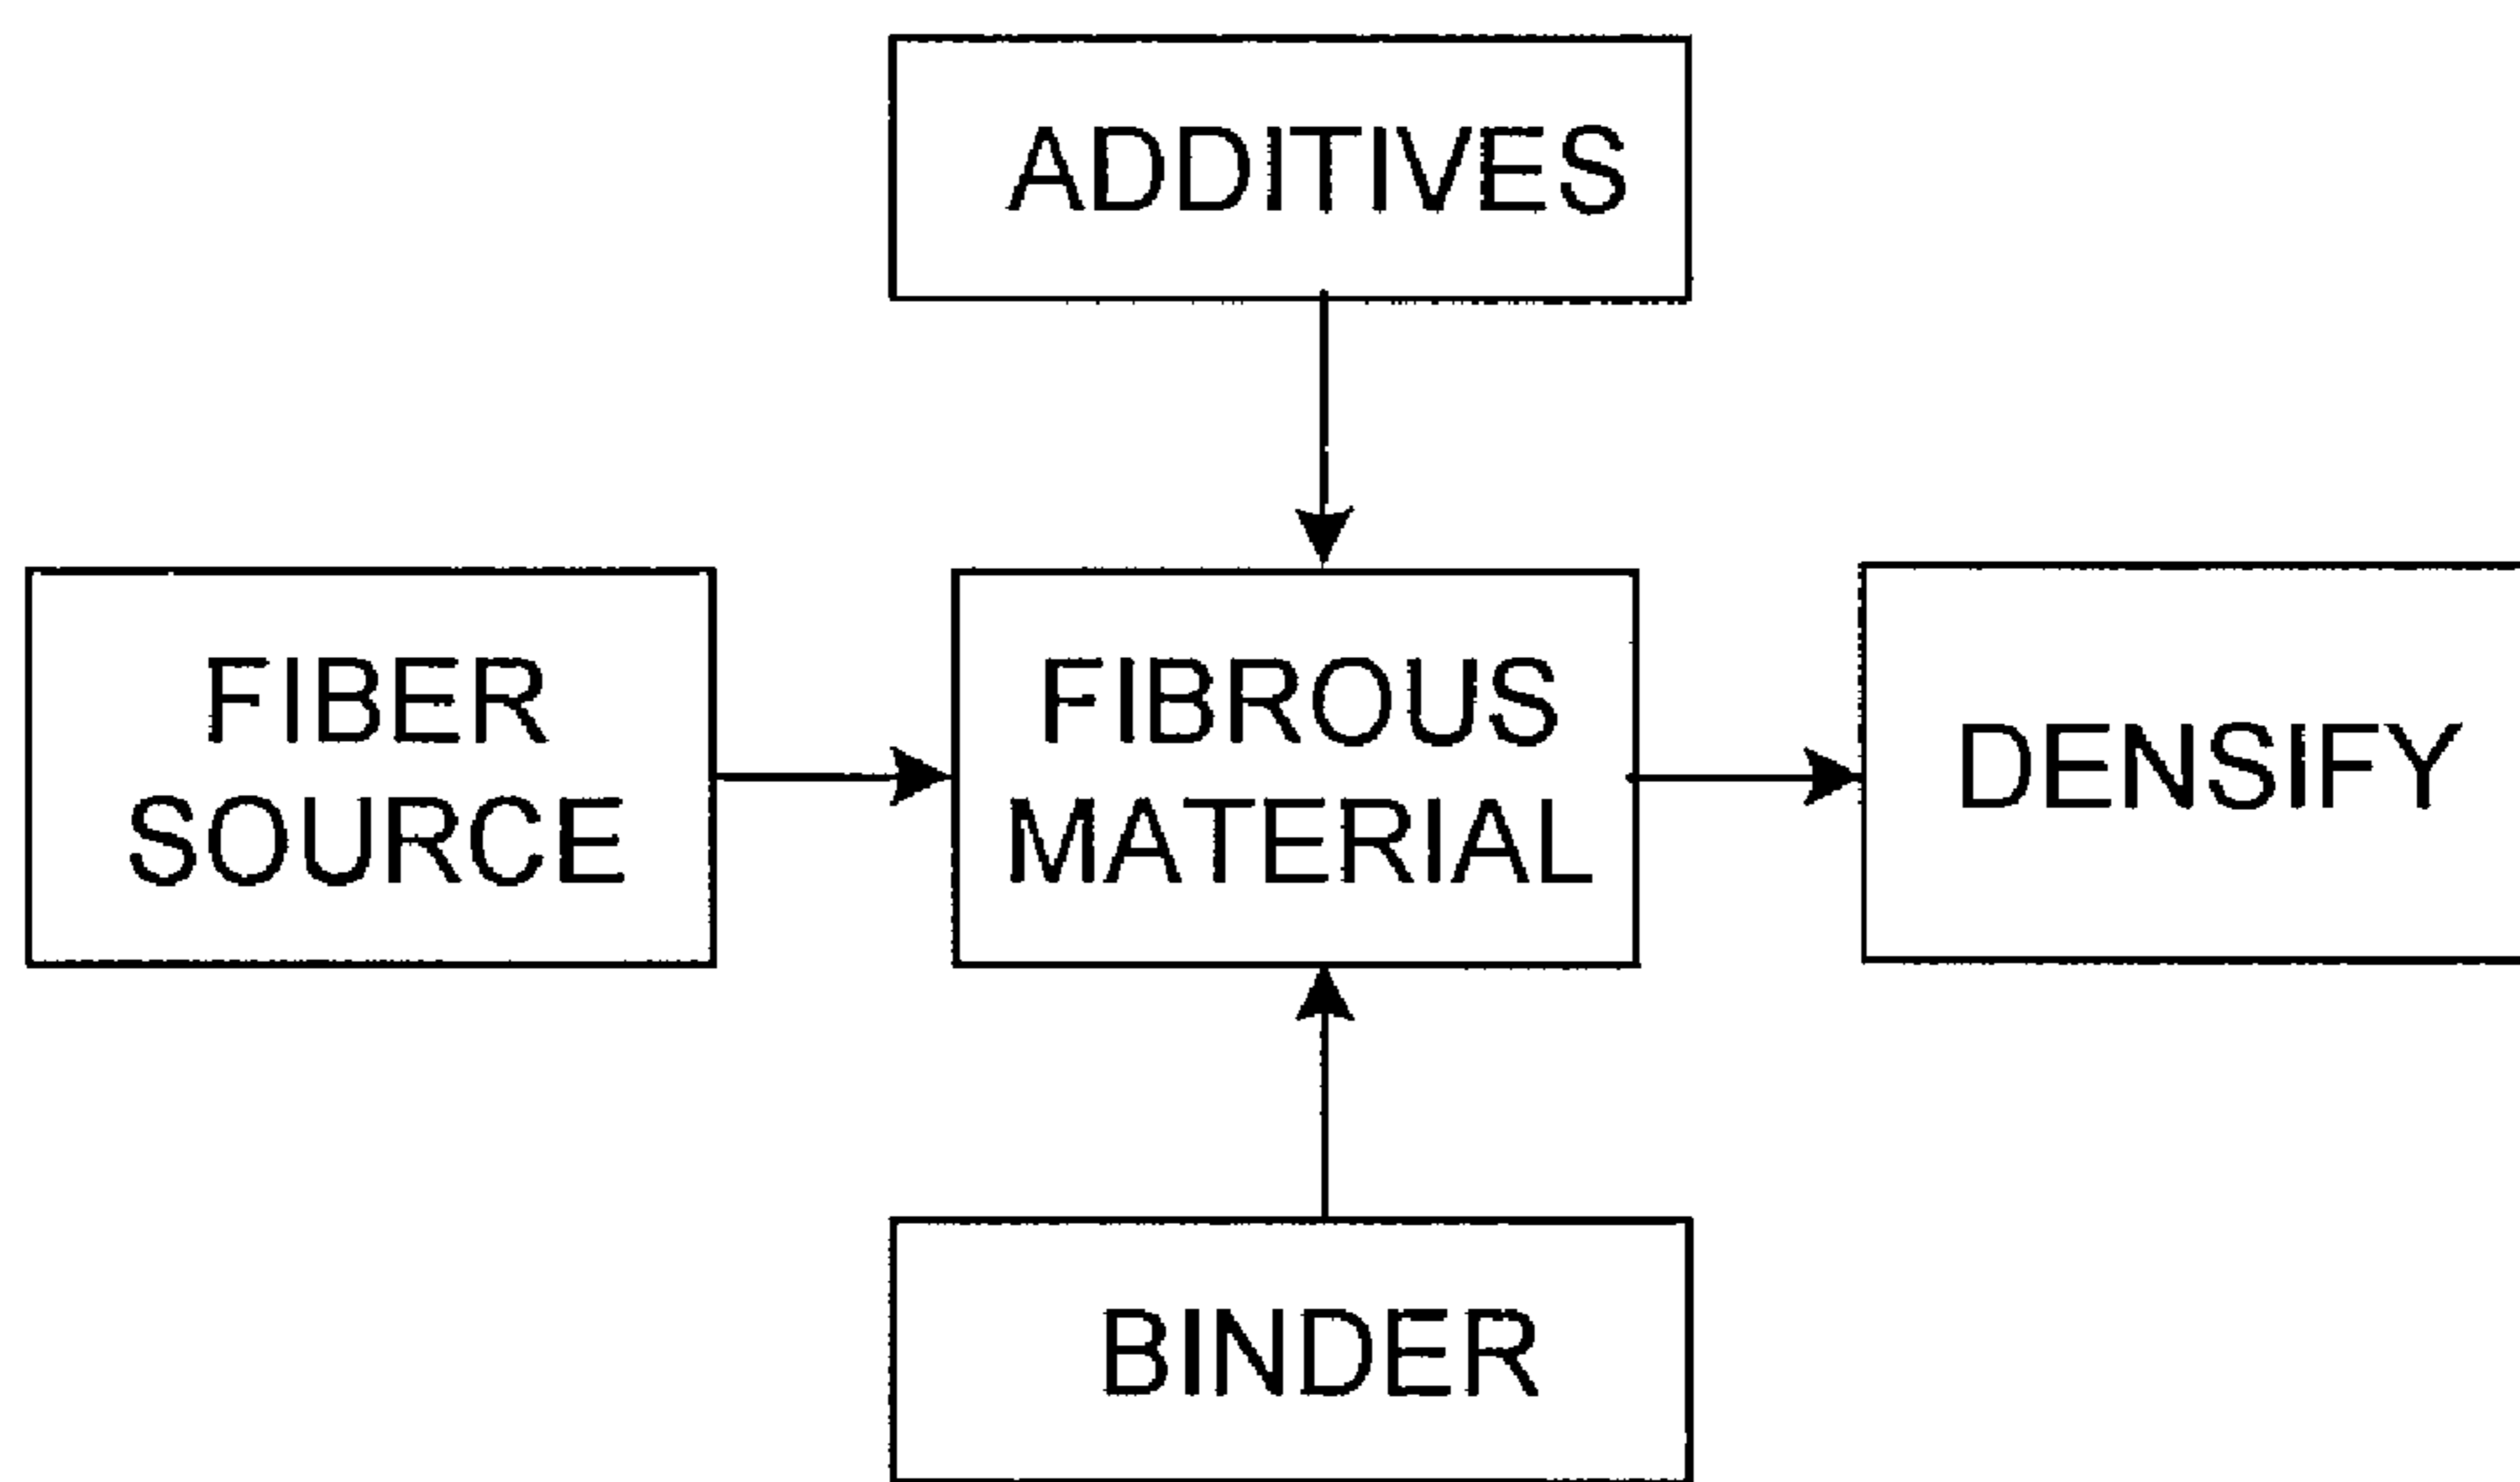 ADDITIVES
FIBER
SOURCE
FIBROUS
MATERIAL
DENSIFY
BINDER